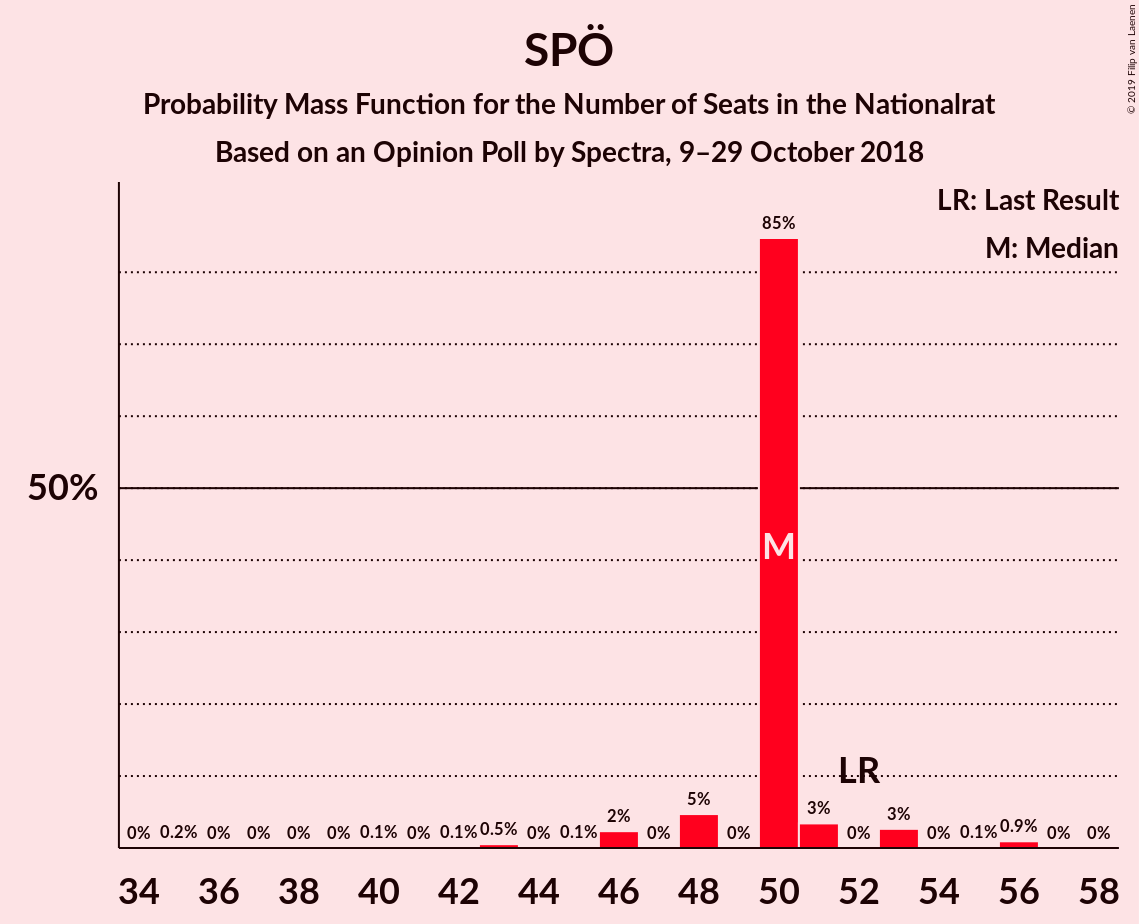 SPÖ
Probability Mass Function for the Number of Seats in the Nationalrat
Based on an Opinion Poll by Spectra, 9–29 October 2018
© 2019 Filip van Laenen
LR: Last Result
M: Median
50%
0% 0.2% 0% 0% 0% 0% 0.1% 0% 0.1% 0.5% 0% 0.1% 2% 0% 5% 0% 85% 3% 0% 3% 0% 0.1% 0.9% 0% 0%
M
LR
34 36 38 40 42 44 46 48 50 52 54 56 58